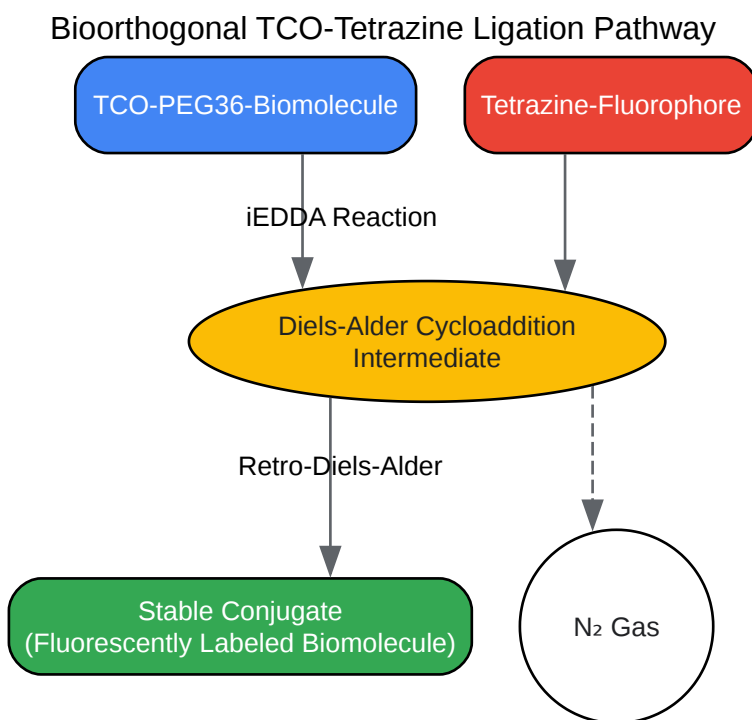 Bioorthogonal TCO-Tetrazine Ligation Pathway
TCO-PEG36-Biomolecule
Tetrazine-Fluorophore
iEDDA Reaction
Diels-Alder Cycloaddition
Intermediate
Retro-Diels-Alder
Stable Conjugate
(Fluorescently Labeled Biomolecule)
N₂ Gas